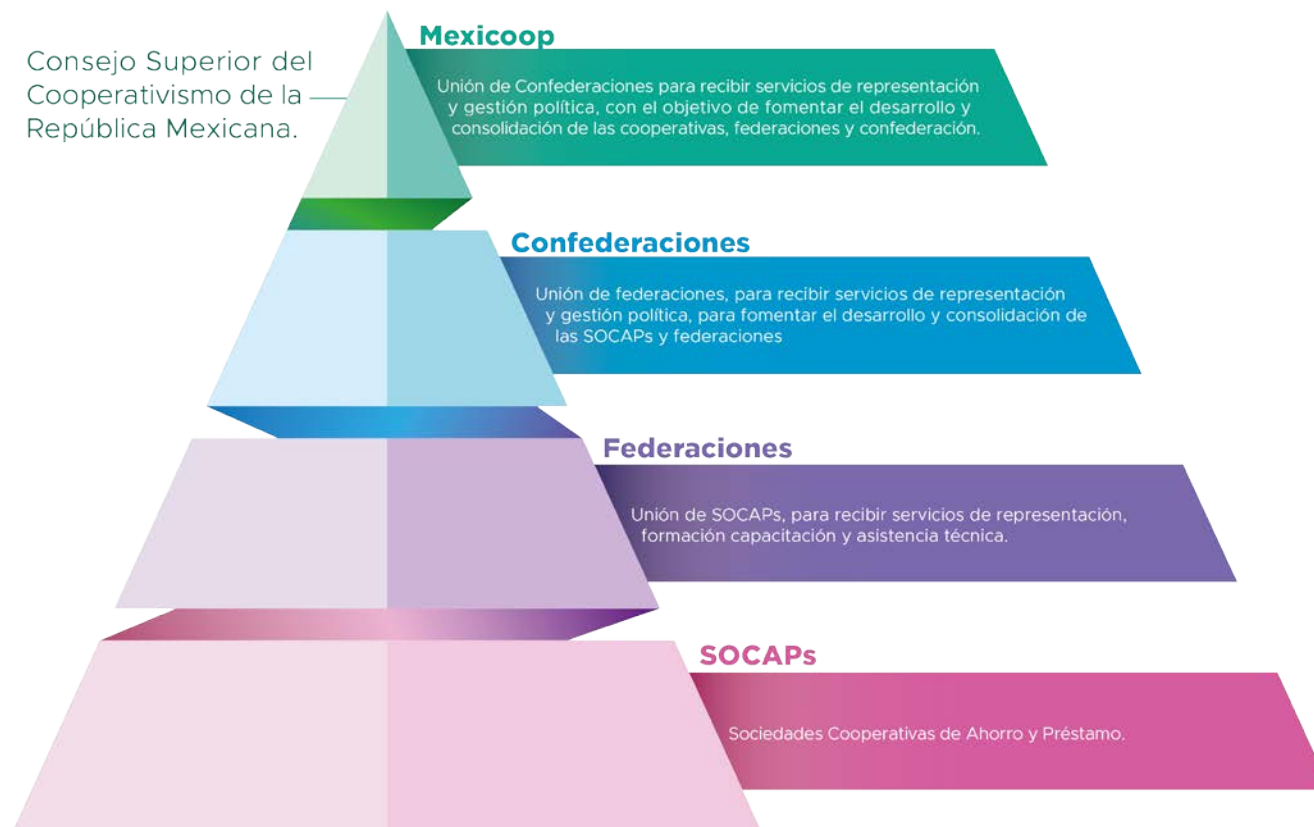 Consejo Superior del
Cooperativismo de la
República Mexicana.
Mexicoop
Unión de Confederaciones para recibir servicios de representación
y gestión política, con el objetivo de fomentar el desarrollo y
consolidación de las cooperativas, federaciones y confederación.
Confederaciones
Unión de federaciones, para recibir servicios de representación
y gestión política, para fomentar el desarrollo y consolidación de
las SOCAPs y federaciones
Federaciones
Unión de SOCAPs, para recibir servicios de representación,
formación capacitación y asistencia técnica.
SOCAPs
Sociedades Cooperativas de Ahorro y Préstamo.